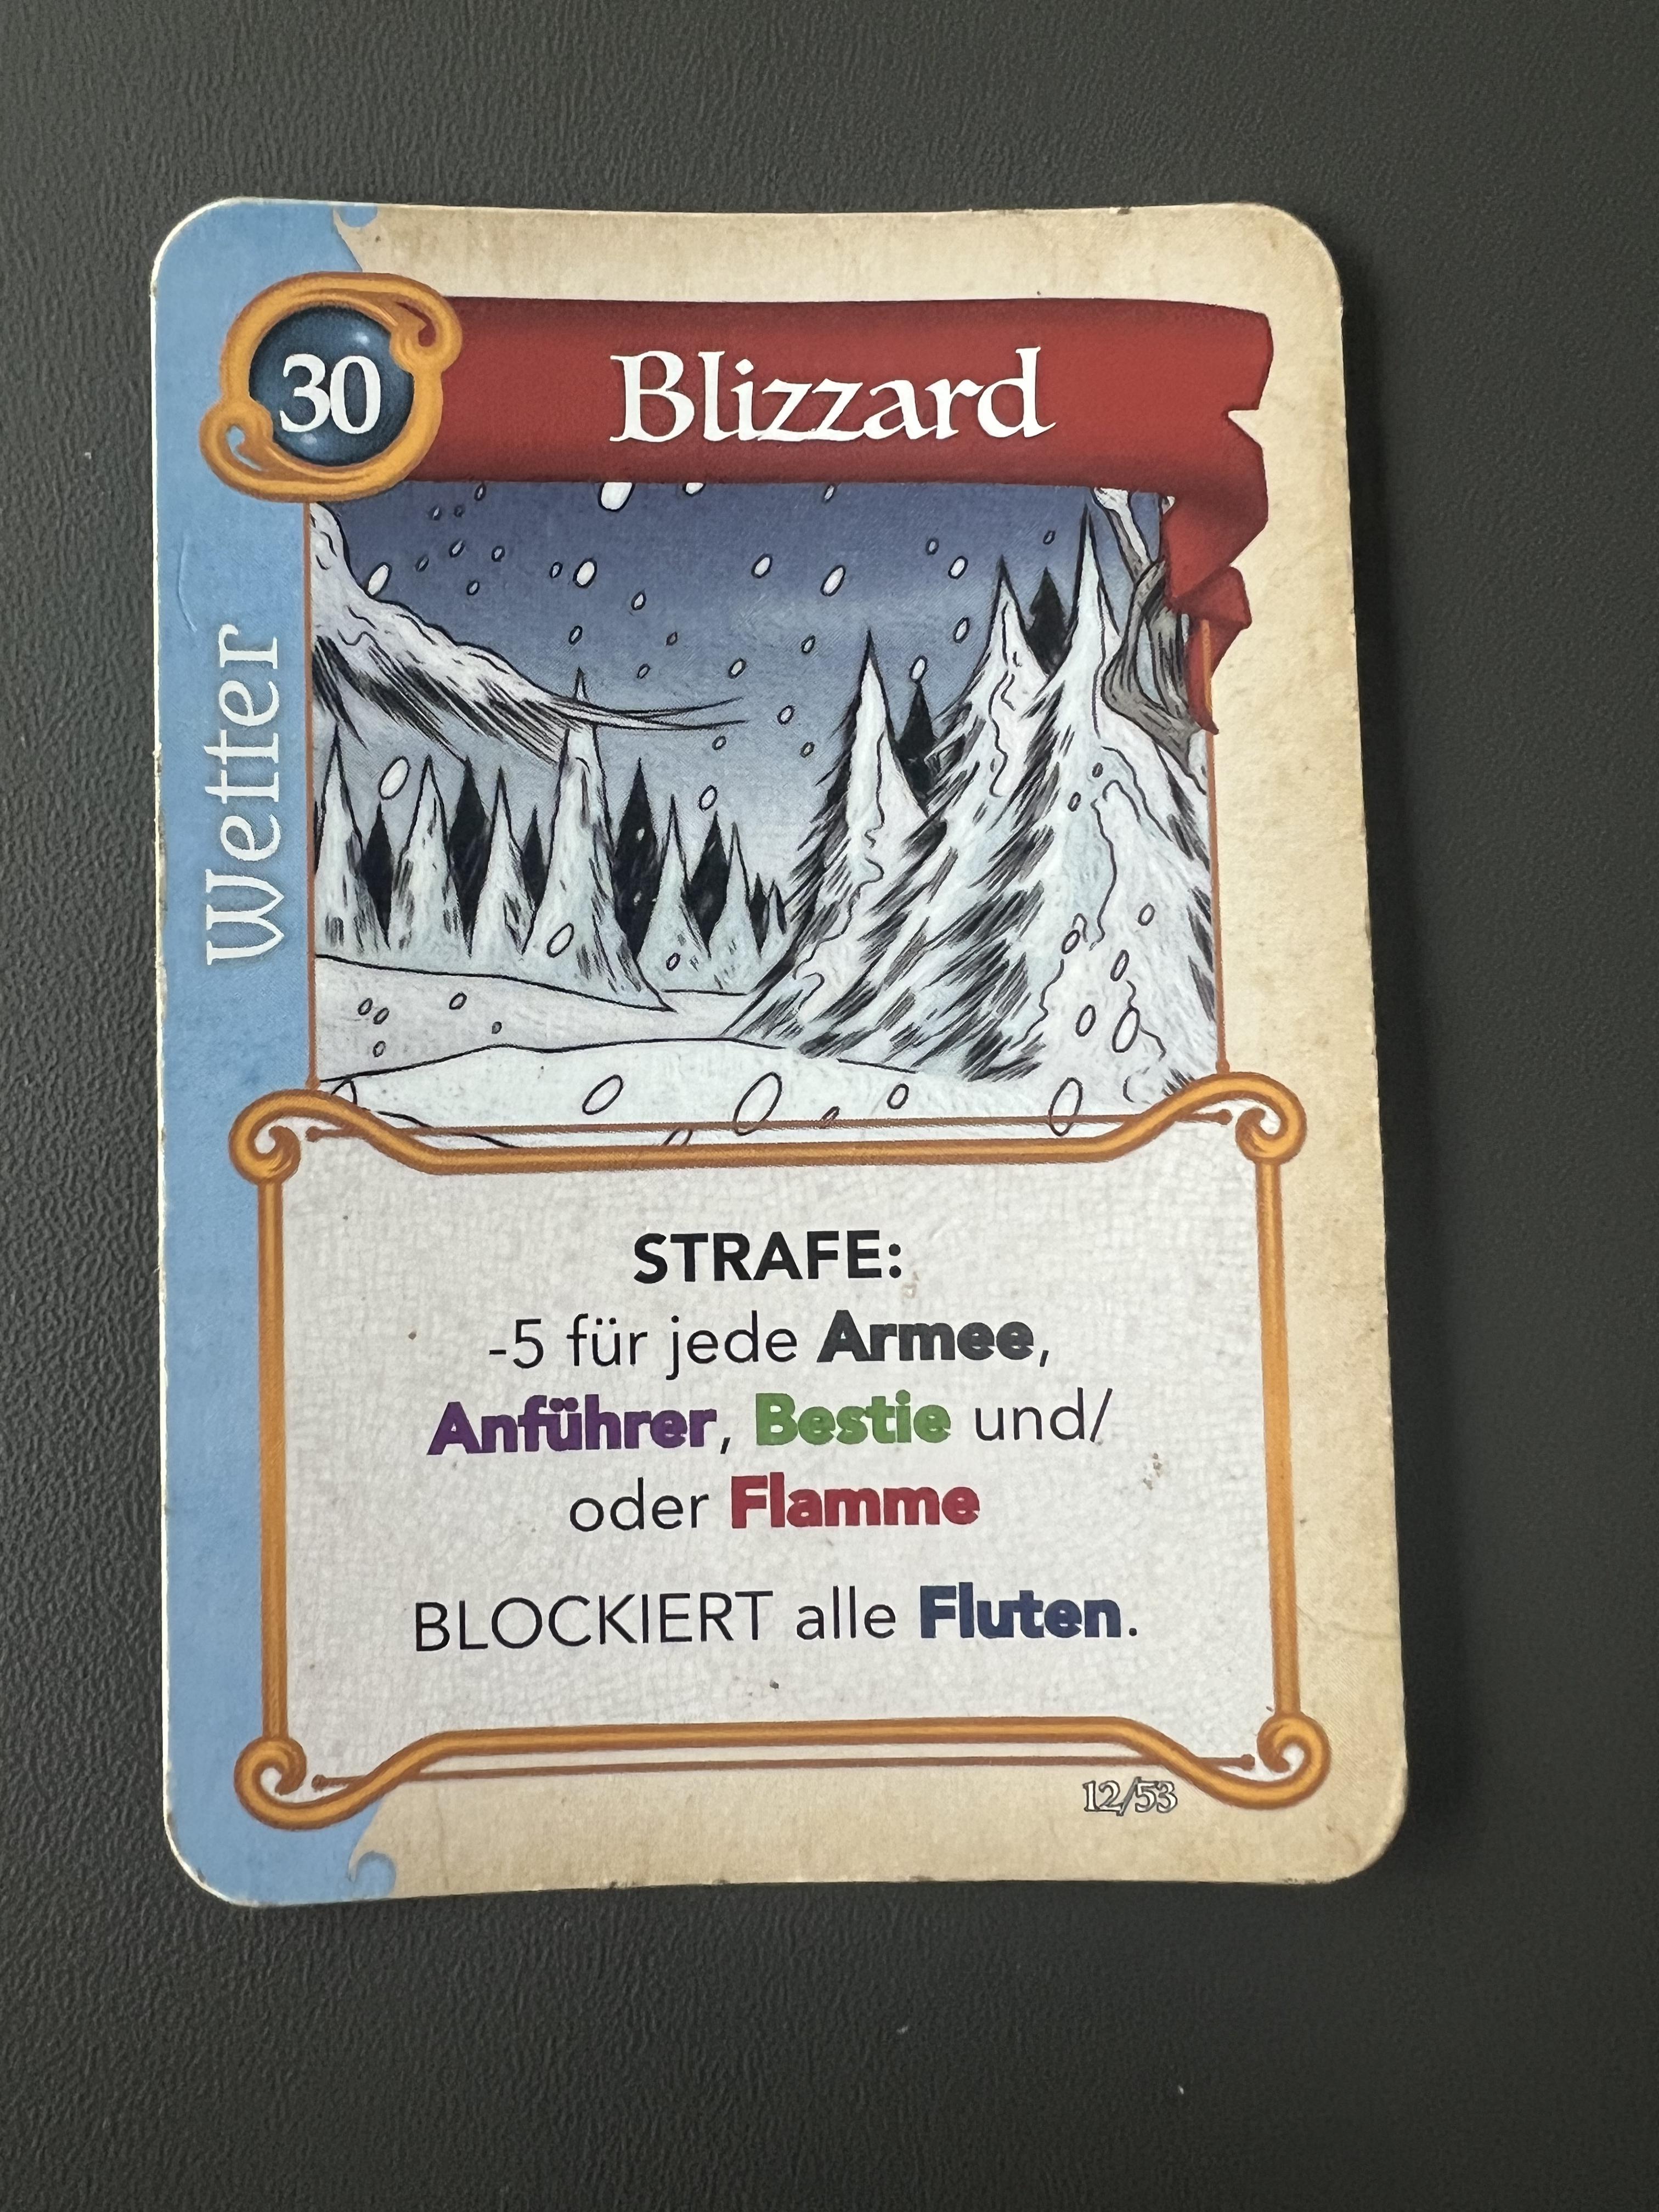 30
Blizzard
Wetter
STRAFE:
-5 für jede Armee,
Anführer, Bestie und/
oder Flamme
BLOCKIERT alle Fluten.
12/53